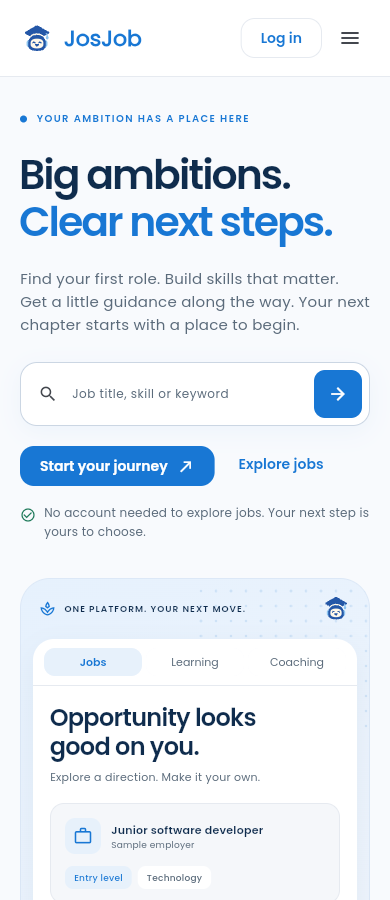 JosJob
Log in
YOUR AMBITION HAS A PLACE HERE
Big ambitions.
Clear next steps.
Find your first role. Build skills that matter.
Get a little guidance along the way. Your next
chapter starts with a place to begin.
Job title, skill or keyword
Start your journey
Explore jobs
No account needed to explore jobs. Your next step is
yours to choose.
ONE PLATFORM. YOUR NEXT MOVE.
Jobs
Learning
Coaching
Opportunity looks
good on you.
Explore a direction. Make it your own.
Junior software developer
Sample employer
Entry level
Technology